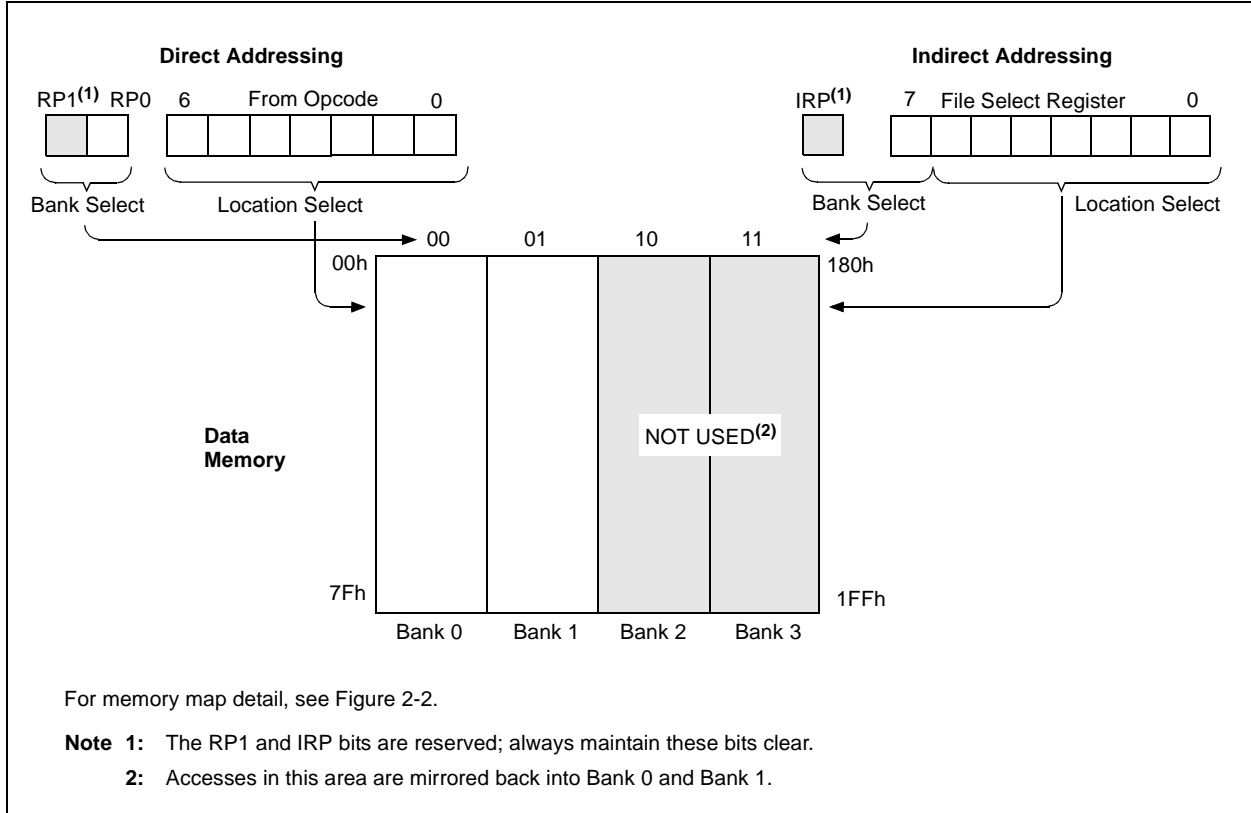 Direct Addressing
Indirect Addressing
RP1(1) RP0 6 From Opcode 0
IRP(1) 7 File Select Register 0
Bank Select Location Select
Bank Select Location Select
00 01 10 11
00h 180h
Data
Memory
NOT USED(2)
7Fh 1FFh
Bank 0 Bank 1 Bank 2 Bank 3
For memory map detail, see Figure 2-2.
Note 1: The RP1 and IRP bits are reserved; always maintain these bits clear.
2: Accesses in this area are mirrored back into Bank 0 and Bank 1.